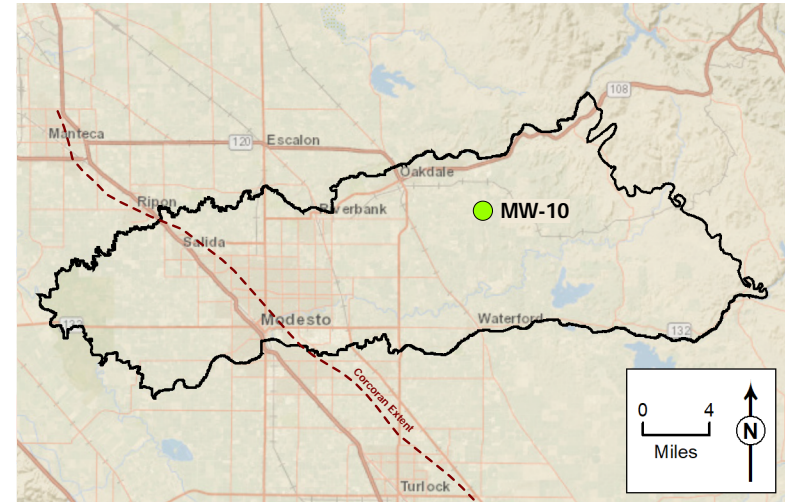 108
Manteca
120
Escalon
Oakdale
Ripon
Riverbank
MW-10
Salida
132
Modesto
Waterford
132
Corcoran Extent
0 4
Miles
N
Turlock